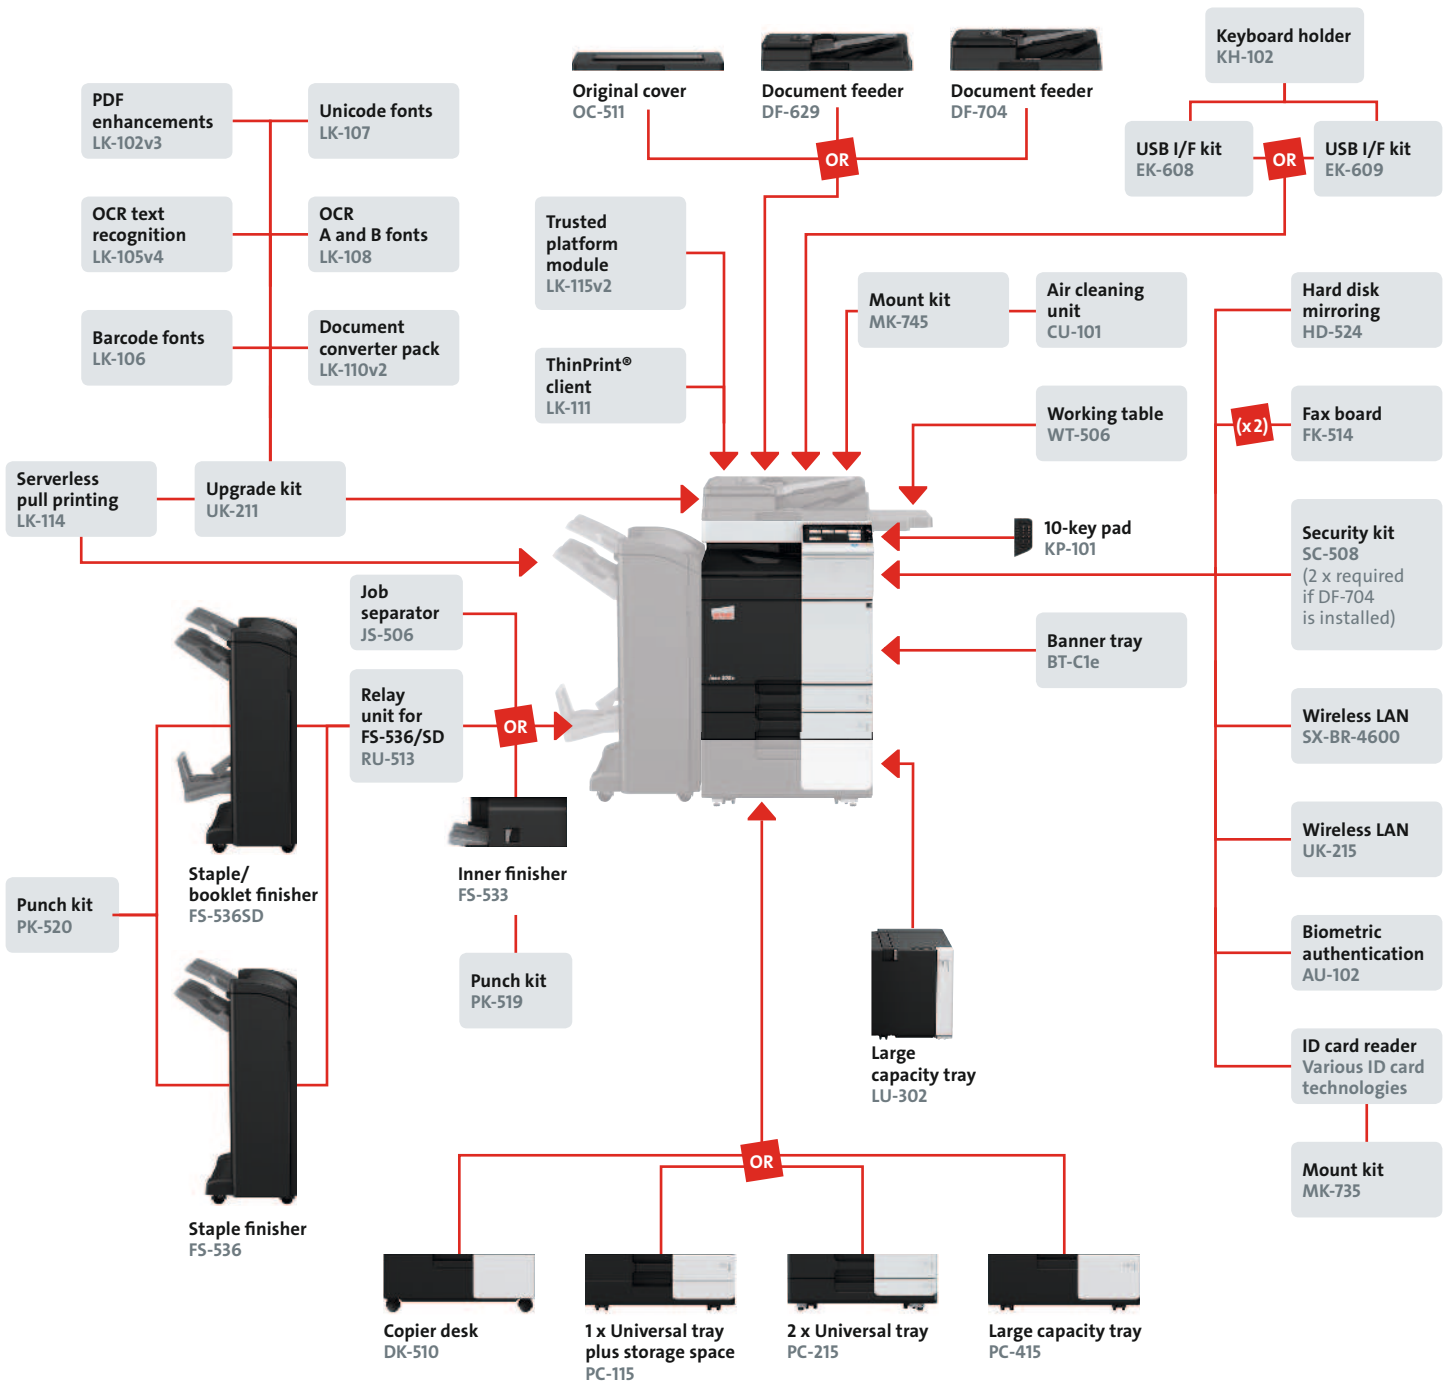 Keyboard holder
KH-102
Original cover
OC-511
Document feeder
DF-629
Document feeder
DF-704
PDF
enhancements
LK-102v3
Unicode fonts
LK-107
OR
USB I/F kit
EK-608
OR
USB I/F kit
EK-609
OCR text
recognition
LK-105v4
OCR
A and B fonts
LK-108
Trusted
platform
module
LK-115v2
Mount kit
MK-745
Air cleaning
unit
CU-101
Hard disk
mirroring
HD-524
Barcode fonts
LK-106
Document
converter pack
LK-110v2
ThinPrint®
client
LK-111
Working table
WT-506
(x2)
Fax board
FK-514
Serverless
pull printing
LK-114
Upgrade kit
UK-211
10-key pad
KP-101
Security kit
SC-508
(2 x required
if DF-704
is installed)
Job
separator
JS-506
Banner tray
BT-C1e
Relay
unit for
FS-536/SD
RU-513
OR
Wireless LAN
SX-BR-4600
Wireless LAN
UK-215
Staple/
booklet finisher
FS-536SD
Inner finisher
FS-533
Punch kit
PK-520
Punch kit
PK-519
Biometric
authentication
AU-102
Large
capacity tray
LU-302
ID card reader
Various ID card
technologies
OR
Mount kit
MK-735
Staple finisher
FS-536
Copier desk
DK-510
1 x Universal tray
plus storage space
PC-115
2 x Universal tray
PC-215
Large capacity tray
PC-415